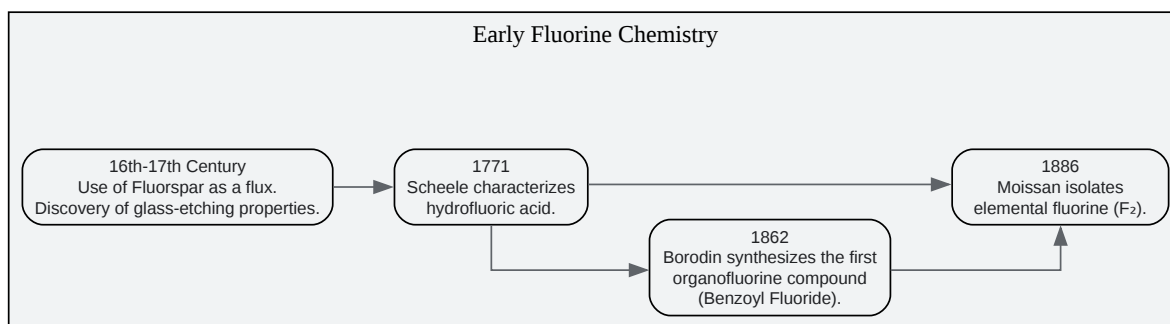 Early Fluorine Chemistry
16th-17th Century
Use of Fluorspar as a flux.
Discovery of glass-etching properties.
1771
Scheele characterizes
hydrofluoric acid.
1862
Borodin synthesizes the first
organofluorine compound
(Benzoyl Fluoride).
1886
Moissan isolates
elemental fluorine (F₂).